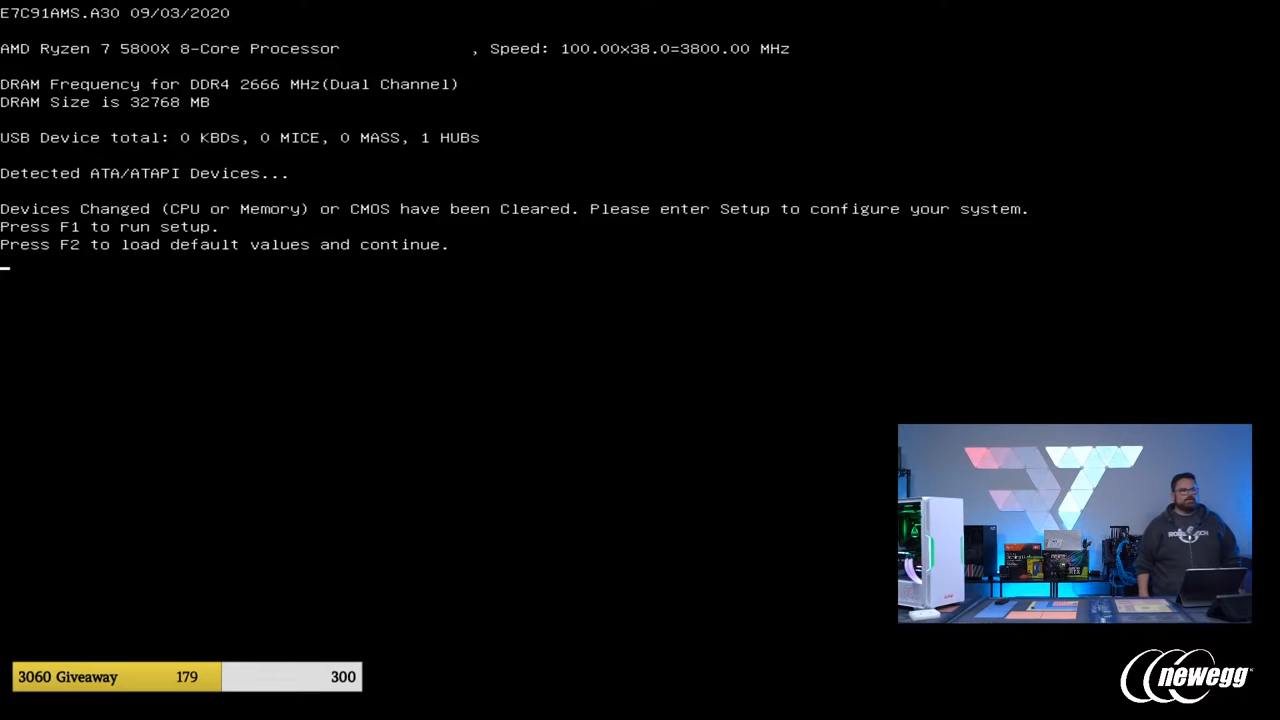 E7C91AMS.A30 09/03/2020
AMD Ryzen 7 5800X 8-Core Processor , Speed: 100.00x38.0=3800.00 MHz
DRAM Frequency for DDR4 2666 MHz(Dual Channel)
DRAM Size is 32768 MB
USB Device total: 0 KBDs, 0 MICE, 0 MASS, 1 HUBs
Detected ATA/ATAPI Devices...
Devices Changed (CPU or Memory) or CMOS have been Cleared. Please enter Setup to configure your system.
Press F1 to run setup.
Press F2 to load default values and continue.
3060 Giveaway 179 300
newegg